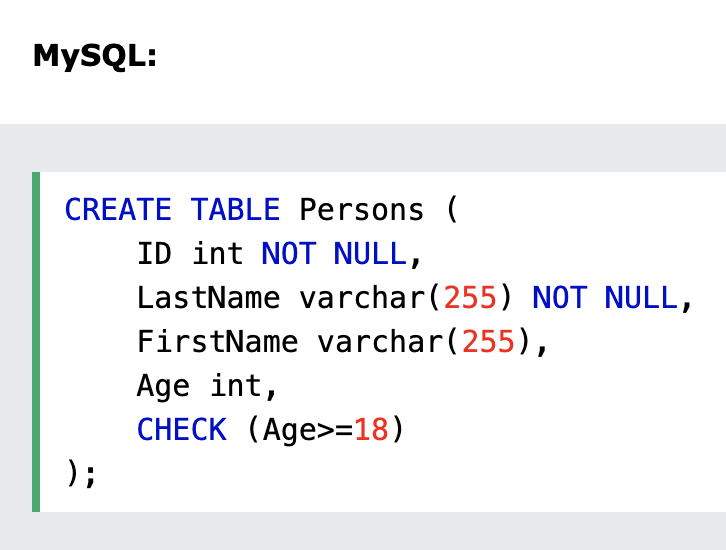 MySQL:
CREATE TABLE Persons (
    ID int NOT NULL,
    LastName varchar(255) NOT NULL,
    FirstName varchar(255),
    Age int,
    CHECK (Age>=18)
);